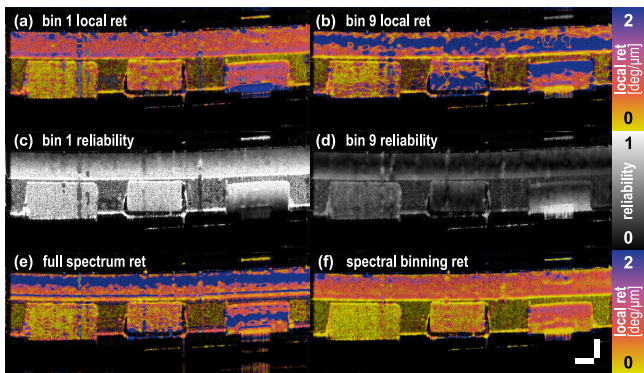 (a) bin 1 local ret
(b) bin 9 local ret
2
local ret
[deg/µm]
0
(c) bin 1 reliability
(d) bin 9 reliability
1
reliability
0
(e) full spectrum ret
(f) spectral binning ret
2
local ret
[deg/µm]
0